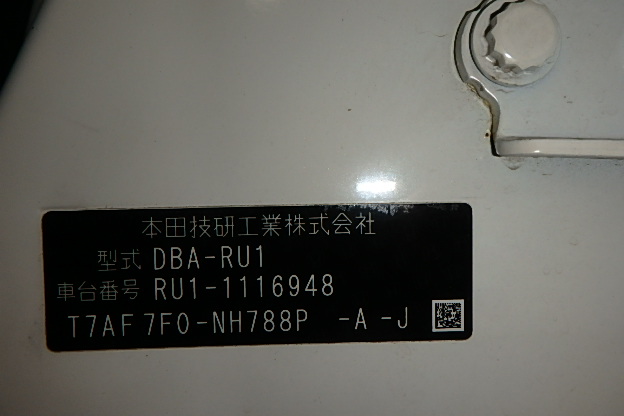 本田技研工業株式会社
型式 DBA-RU1
車台番号 RU1-1116948
T7AF7F0-NH788P -A -J